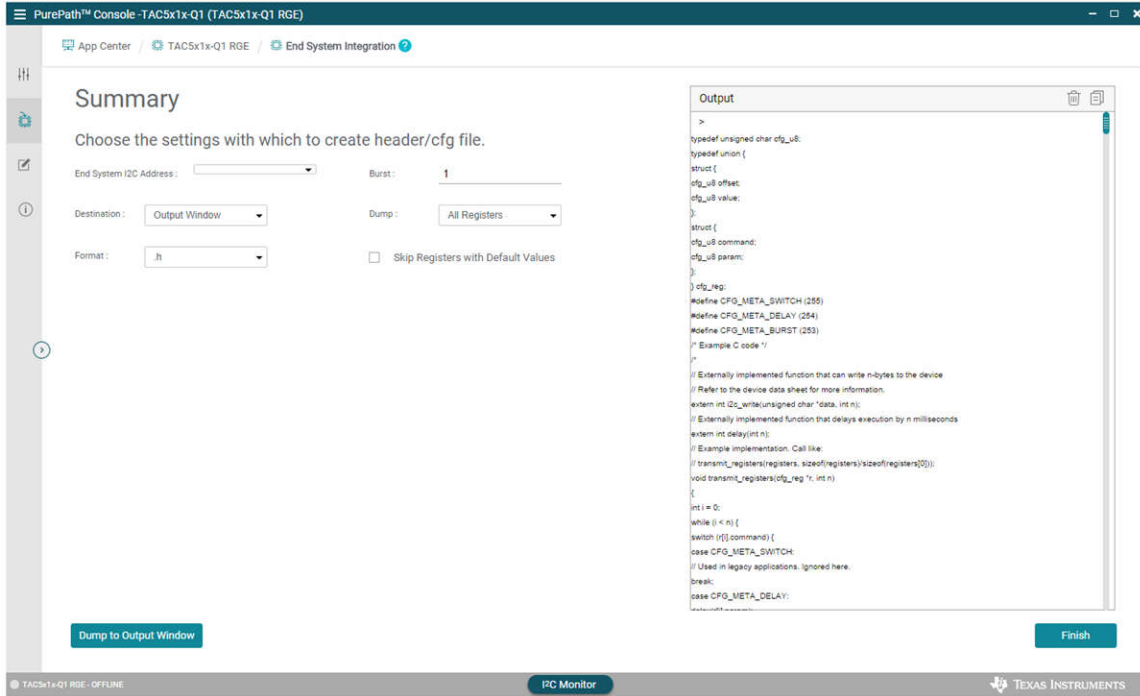 PurePath™ Console -TAC5x1x-Q1 (TAC5x1x-Q1 RGE)
App Center / TAC5x1x-Q1 RGE / End System Integration ?
Summary
Choose the settings with which to create header/cfg file.
End System I2C Address :
Burst : 1
Destination : Output Window
Dump : All Registers
Format : .h
Skip Registers with Default Values
Output
>
typedef unsigned char cfg_u8;
typedef union {
struct {
cfg_u8 offset;
cfg_u8 value;
};
struct {
cfg_u8 command;
cfg_u8 param;
};
} cfg_reg;
#define CFG_META_SWITCH (255)
#define CFG_META_DELAY (254)
#define CFG_META_BURST (253)
/* Example C code */
/*
// Externally implemented function that can write n-bytes to the device
// Refer to the device data sheet for more information.
extern int i2c_write(unsigned char *data, int n);
// Externally implemented function that delays execution by n milliseconds
extern int delay(int n);
// Example implementation. Call like:
// transmit_registers(registers, sizeof(registers)/sizeof(registers[0]));
void transmit_registers(cfg_reg *r, int n)
{
int i = 0;
while (i < n) {
switch (r[i].command) {
case CFG_META_SWITCH:
// Used in legacy applications. Ignored here.
break;
case CFG_META_DELAY:
delay(r[i].param);
Dump to Output Window
Finish
TAC5x1x-Q1 RGE - OFFLINE
I²C Monitor
TEXAS INSTRUMENTS